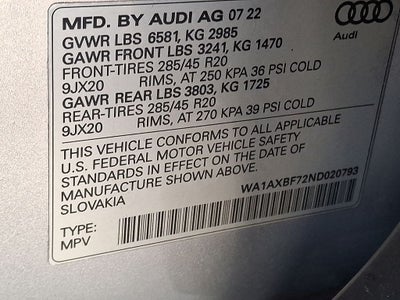 MFD. BY AUDI AG 07 22
GVWR LBS 6581, KG 2985
GAWR FRONT LBS 3241, KG 1470
FRONT-TIRES 285/45 R20
9JX20 RIMS, AT 250 KPA 36 PSI COLD
GAWR REAR LBS 3803, KG 1725
REAR-TIRES 285/45 R20
9JX20 RIMS, AT 270 KPA 39 PSI COLD
Audi
THIS VEHICLE CONFORMS TO ALL APPLICABLE
U.S. FEDERAL MOTOR VEHICLE SAFETY
STANDARDS IN EFFECT ON THE DATE OF
MANUFACTURE SHOWN ABOVE.
SLOVAKIA
WA1AXBF72ND020793
TYPE:
MPV